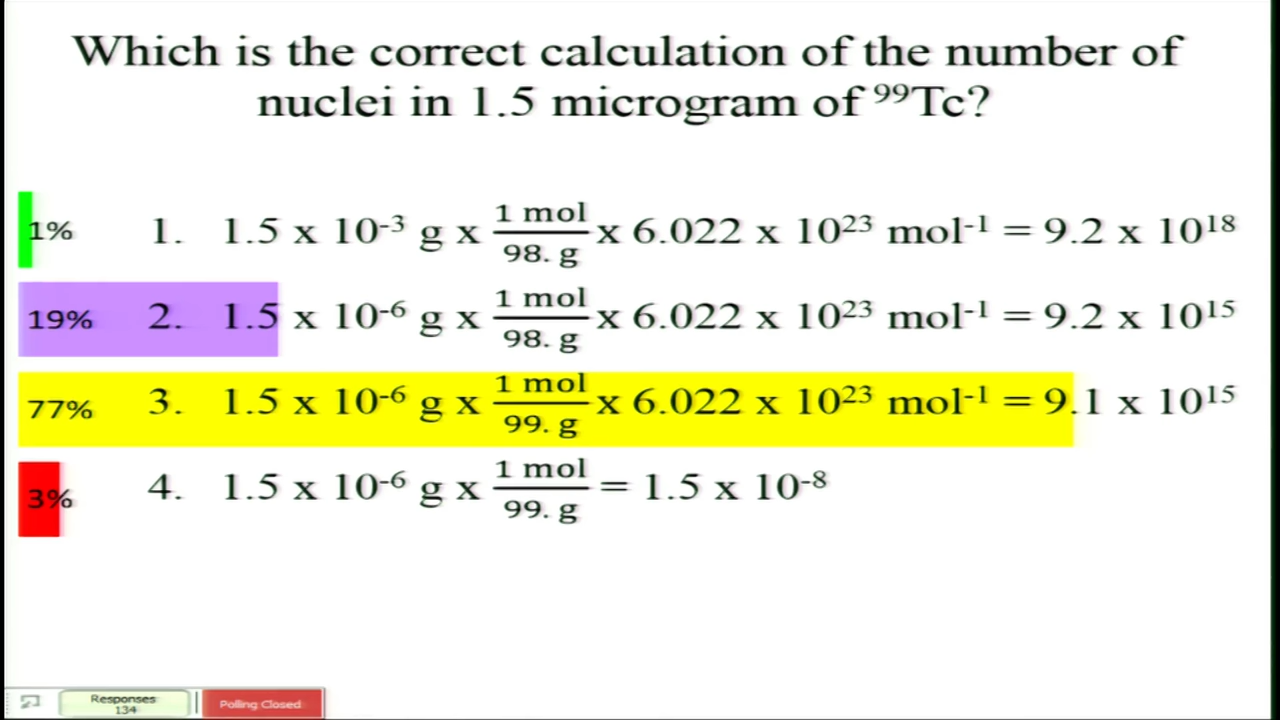 Which is the correct calculation of the number of
nuclei in 1.5 microgram of ⁹⁹Tc?
1% 1. 1.5 x 10⁻³ g x 1 mol/98. g x 6.022 x 10²³ mol⁻¹ = 9.2 x 10¹⁸
19% 2. 1.5 x 10⁻⁶ g x 1 mol/98. g x 6.022 x 10²³ mol⁻¹ = 9.2 x 10¹⁵
77% 3. 1.5 x 10⁻⁶ g x 1 mol/99. g x 6.022 x 10²³ mol⁻¹ = 9.1 x 10¹⁵
3% 4. 1.5 x 10⁻⁶ g x 1 mol/99. g = 1.5 x 10⁻⁸
Responses
134
Polling Closed